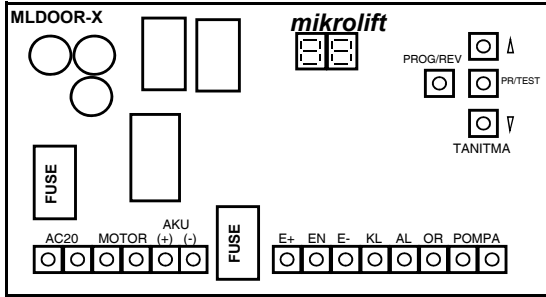 MLDOOR-X
mikrolift
PROG/REV
PR/TEST
TANITMA
FUSE
FUSE
AKU
AC20 MOTOR (+) (-)
E+ EN E- KL AL OR POMPA